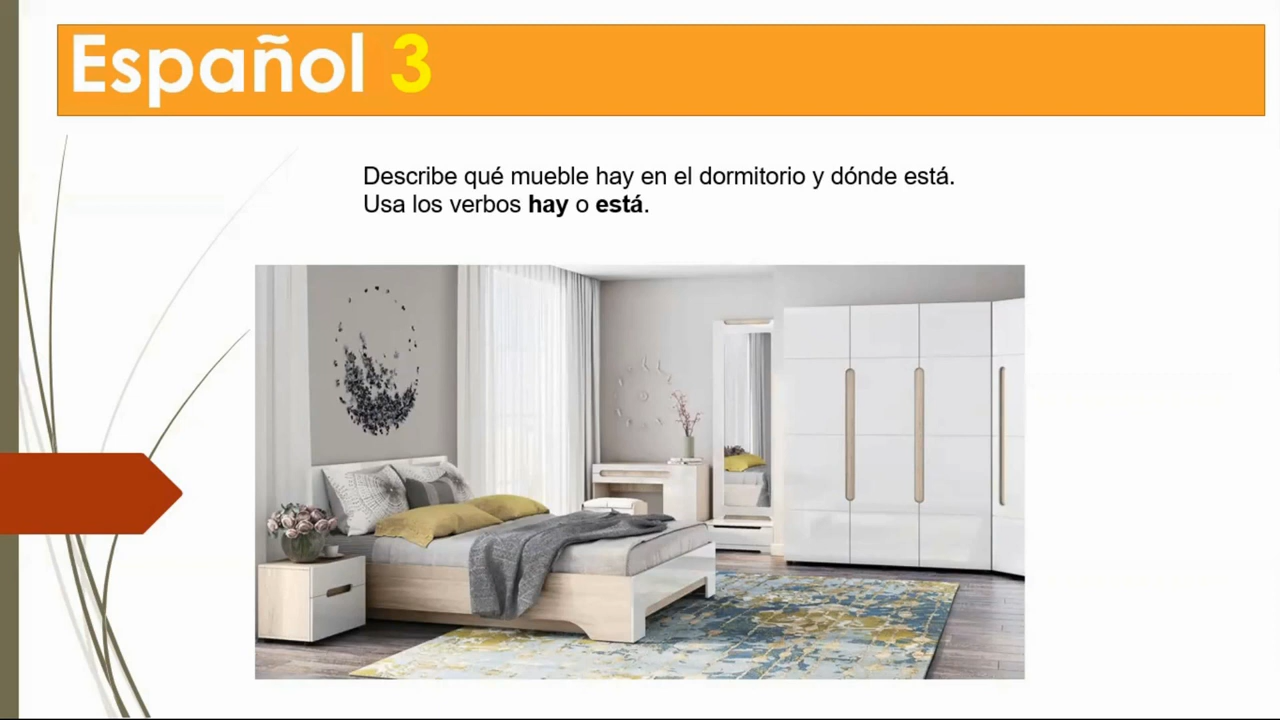 Español 3
Describe qué mueble hay en el dormitorio y dónde está.
Usa los verbos hay o está.